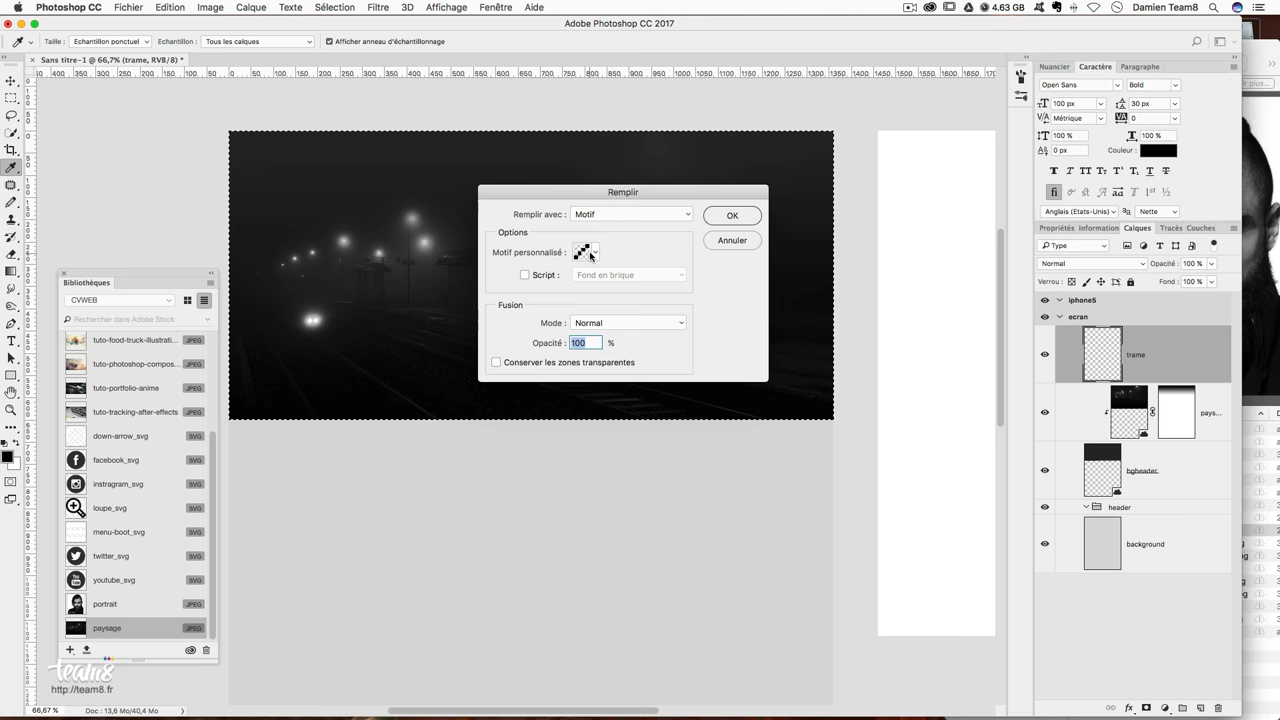 Photoshop CC Fichier Edition Image Calque Texte Sélection Filtre 3D Affichage Fenêtre Aide 4.63 GB 8 Damien Team8
Adobe Photoshop CC 2017
Taille : Echantillon ponctuel Echantillon : Tous les calques Afficher anneau d'échantillonnage
Sans titre-1 @ 66,7% (trame, RVB/8) *
Nuancier Caractère Paragraphe
Open Sans Bold
100 px 30 px
Métrique 0
100 % 100 %
0 px Couleur :
Anglais (Etats-Unis) Nette
Propriétés Information Calques Tracés Couches
Type
Normal Opacité : 100 %
Verrou : Fond : 100 %
iphone5
ecran
trame
pays...
bgheader
header
background
Remplir
Remplir avec : Motif OK
Options
Annuler
Motif personnalisé :
Script : Fond en brique
Fusion
Mode : Normal
Opacité : 100 %
Conserver les zones transparentes
Bibliothèques
CVWEB
Rechercher dans Adobe Stock
tuto-food-truck-illustrati... JPEG
tuto-photoshop-compos... JPEG
tuto-portfolio-anime JPEG
tuto-tracking-after-effects JPEG
down-arrow_svg SVG
facebook_svg SVG
instragram_svg SVG
loupe_svg SVG
menu-boot_svg SVG
twitter_svg SVG
youtube_svg SVG
portrait JPEG
paysage JPEG
team8
http://team8.fr
66,67 % Doc : 13,6 Mo/40,4 Mo